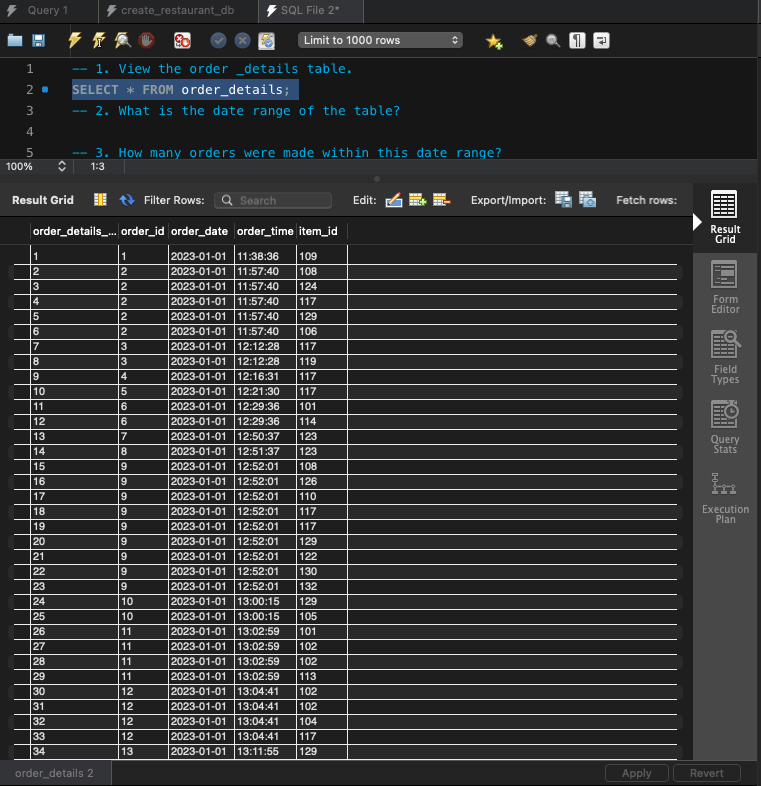 Query 1 create_restaurant_db SQL File 2*
Limit to 1000 rows
1 -- 1. View the order _details table.
2 SELECT * FROM order_details;
3 -- 2. What is the date range of the table?
4
5 -- 3. How many orders were made within this date range?
100% 1:3
Result Grid Filter Rows: Search Edit: Export/Import: Fetch rows:
order_details_... order_id order_date order_time item_id
1 1 2023-01-01 11:38:36 109
2 2 2023-01-01 11:57:40 108
3 2 2023-01-01 11:57:40 124
4 2 2023-01-01 11:57:40 117
5 2 2023-01-01 11:57:40 129
6 2 2023-01-01 11:57:40 106
7 3 2023-01-01 12:12:28 117
8 3 2023-01-01 12:12:28 119
9 4 2023-01-01 12:16:31 117
10 5 2023-01-01 12:21:30 117
11 6 2023-01-01 12:29:36 101
12 6 2023-01-01 12:29:36 114
13 7 2023-01-01 12:50:37 123
14 8 2023-01-01 12:51:37 123
15 9 2023-01-01 12:52:01 108
16 9 2023-01-01 12:52:01 126
17 9 2023-01-01 12:52:01 110
18 9 2023-01-01 12:52:01 117
19 9 2023-01-01 12:52:01 117
20 9 2023-01-01 12:52:01 129
21 9 2023-01-01 12:52:01 122
22 9 2023-01-01 12:52:01 130
23 9 2023-01-01 12:52:01 132
24 10 2023-01-01 13:00:15 129
25 10 2023-01-01 13:00:15 105
26 11 2023-01-01 13:02:59 101
27 11 2023-01-01 13:02:59 102
28 11 2023-01-01 13:02:59 102
29 11 2023-01-01 13:02:59 113
30 12 2023-01-01 13:04:41 102
31 12 2023-01-01 13:04:41 102
32 12 2023-01-01 13:04:41 104
33 12 2023-01-01 13:04:41 117
34 13 2023-01-01 13:11:55 129
Result
Grid
Form
Editor
Field
Types
Query
Stats
Execution
Plan
order_details 2 Apply Revert